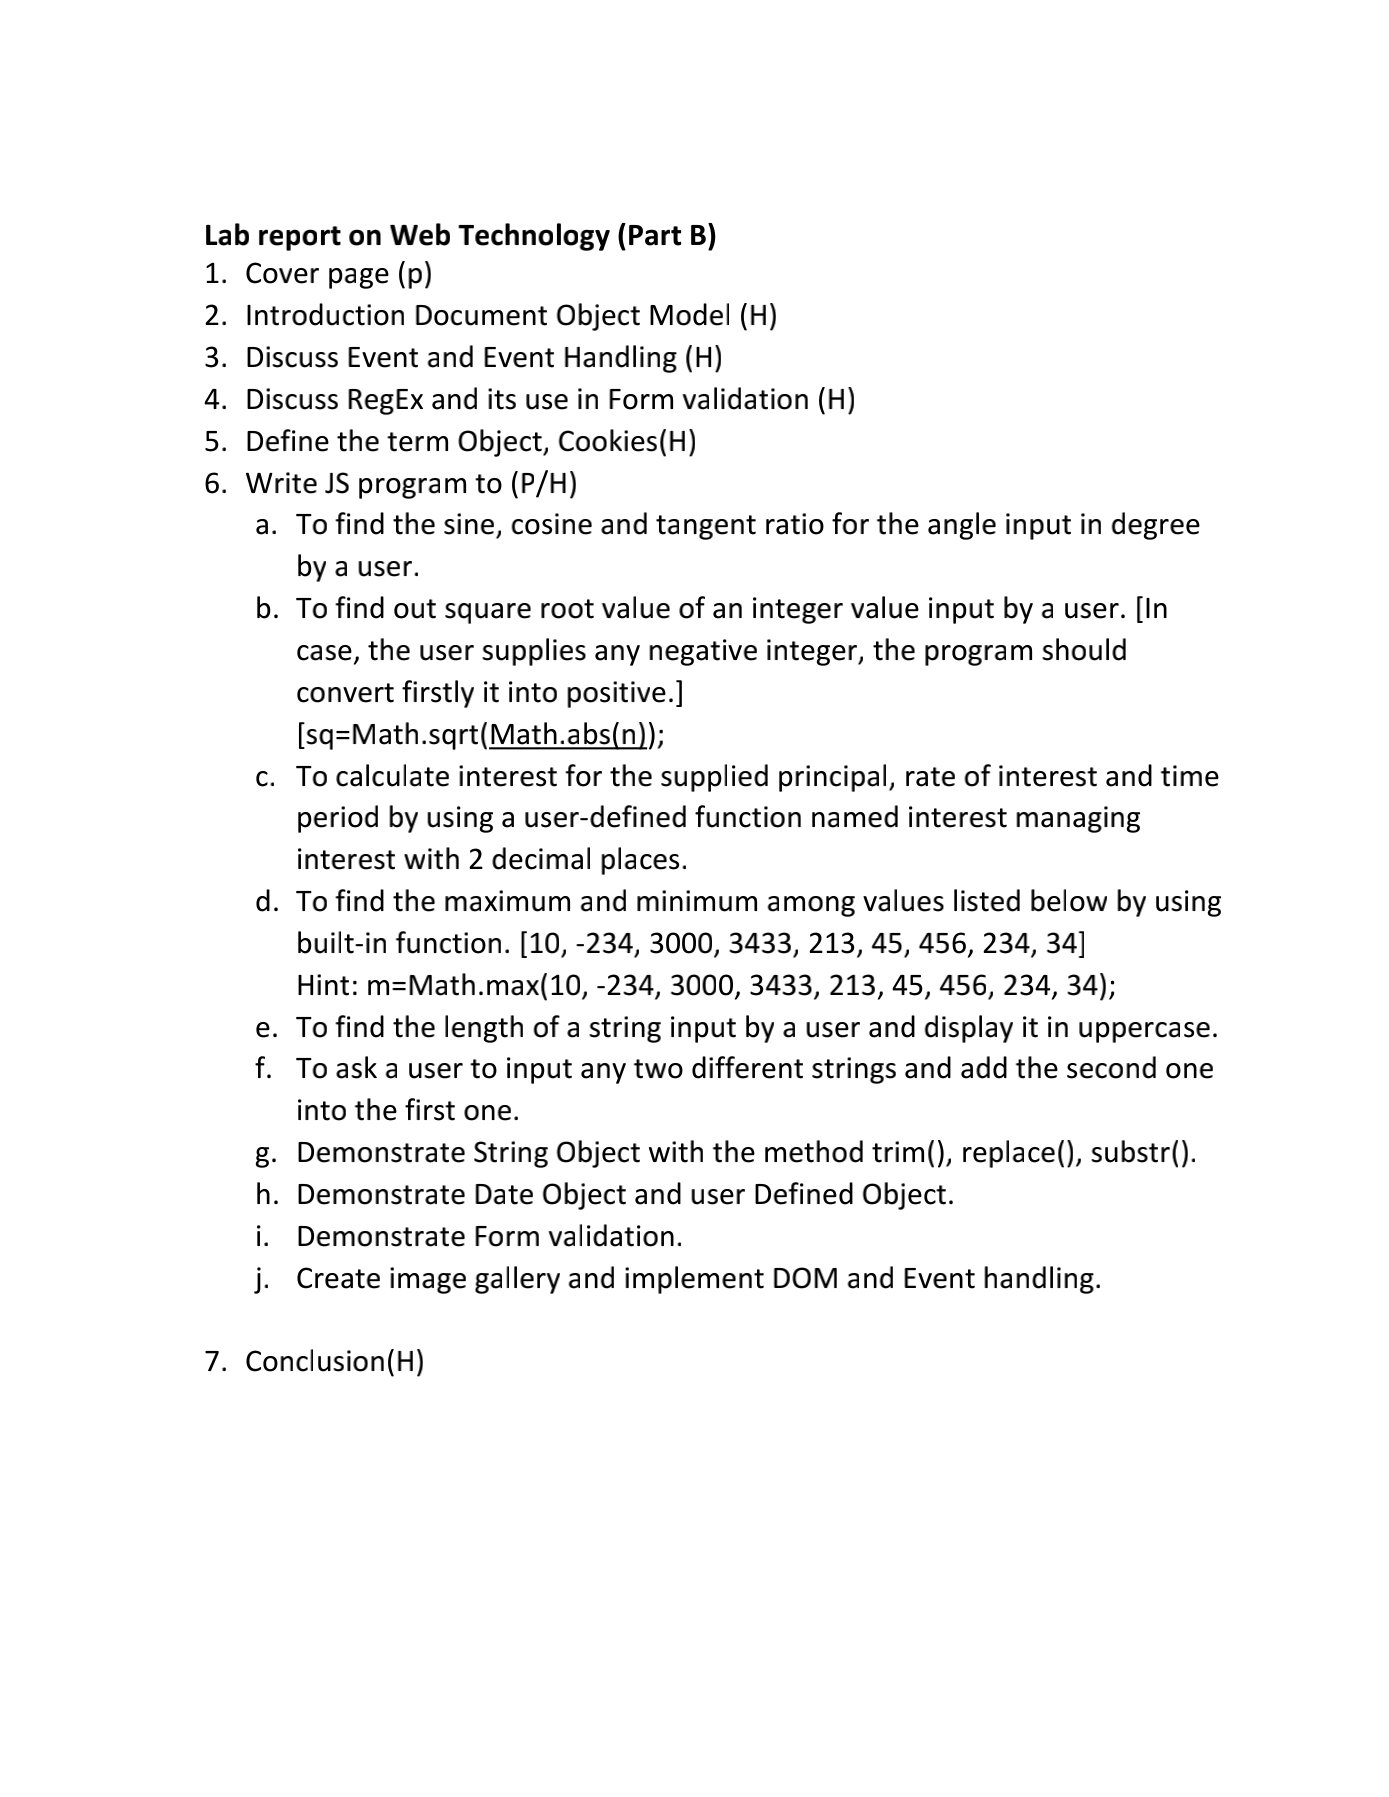 Lab report on Web Technology (Part B)
1. Cover page (p)
2. Introduction Document Object Model (H)
3. Discuss Event and Event Handling (H)
4. Discuss RegEx and its use in Form validation (H)
5. Define the term Object, Cookies(H)
6. Write JS program to (P/H)
a. To find the sine, cosine and tangent ratio for the angle input in degree
by a user.
b. To find out square root value of an integer value input by a user. [In
case, the user supplies any negative integer, the program should
convert firstly it into positive.]
[sq=Math.sqrt(Math.abs(n));
c. To calculate interest for the supplied principal, rate of interest and time
period by using a user-defined function named interest managing
interest with 2 decimal places.
d. To find the maximum and minimum among values listed below by using
built-in function. [10, -234, 3000, 3433, 213, 45, 456, 234, 34]
Hint: m=Math.max(10, -234, 3000, 3433, 213, 45, 456, 234, 34);
e. To find the length of a string input by a user and display it in uppercase.
f. To ask a user to input any two different strings and add the second one
into the first one.
g. Demonstrate String Object with the method trim(), replace(), substr().
h. Demonstrate Date Object and user Defined Object.
i. Demonstrate Form validation.
j. Create image gallery and implement DOM and Event handling.
7. Conclusion(H)